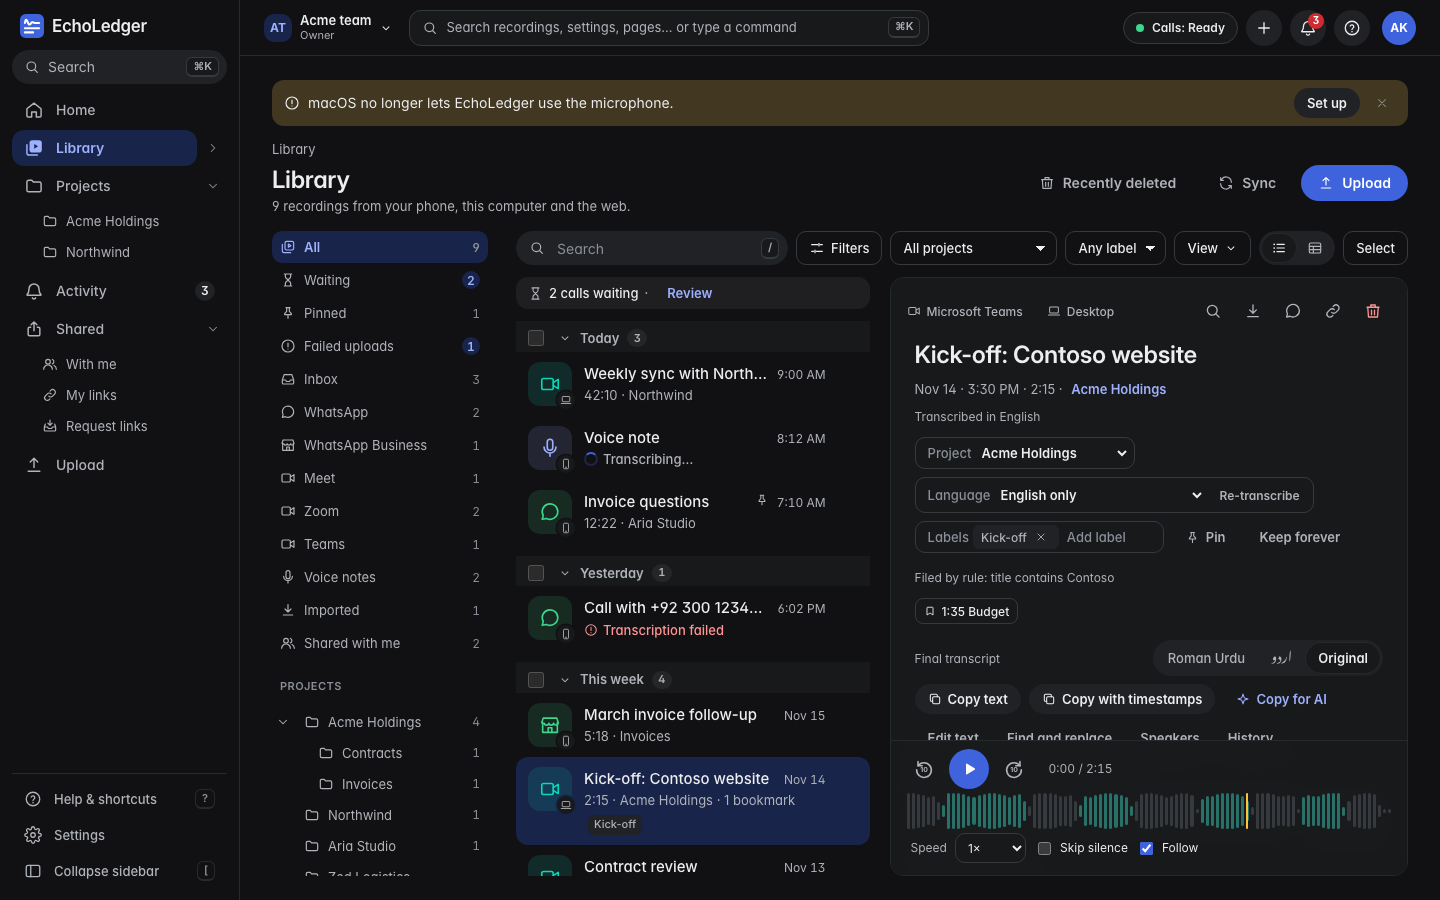 EchoLedger
Search ⌘K
Home
Library
Projects
Acme Holdings
Northwind
Activity 3
Shared
With me
My links
Request links
Upload
Help & shortcuts ?
Settings
Collapse sidebar [
AT Acme team
Owner
Search recordings, settings, pages... or type a command ⌘K
Calls: Ready
3
AK
macOS no longer lets EchoLedger use the microphone.
Set up
Library
Library
9 recordings from your phone, this computer and the web.
Recently deleted
Sync
Upload
All 9
Waiting 2
Pinned 1
Failed uploads 1
Inbox 3
WhatsApp 2
WhatsApp Business 1
Meet 1
Zoom 2
Teams 1
Voice notes 2
Imported 1
Shared with me 2
PROJECTS
Acme Holdings 4
Contracts 1
Invoices 1
Northwind 1
Aria Studio 1
Zed Logistics
Search /
Filters
All projects
Any label
View
Select
2 calls waiting · Review
Today 3
Weekly sync with North... 9:00 AM
42:10 · Northwind
Voice note 8:12 AM
Transcribing...
Invoice questions 7:10 AM
12:22 · Aria Studio
Yesterday 1
Call with +92 300 1234... 6:02 PM
Transcription failed
This week 4
March invoice follow-up Nov 15
5:18 · Invoices
Kick-off: Contoso website Nov 14
2:15 · Acme Holdings · 1 bookmark
Kick-off
Contract review Nov 13
Microsoft Teams Desktop
Kick-off: Contoso website
Nov 14 · 3:30 PM · 2:15 · Acme Holdings
Transcribed in English
Project Acme Holdings
Language English only Re-transcribe
Labels Kick-off Add label Pin Keep forever
Filed by rule: title contains Contoso
1:35 Budget
Final transcript Roman Urdu اردو Original
Copy text Copy with timestamps Copy for AI
Edit text Find and replace Speakers History
10 10 0:00 / 2:15
Speed 1× Skip silence Follow